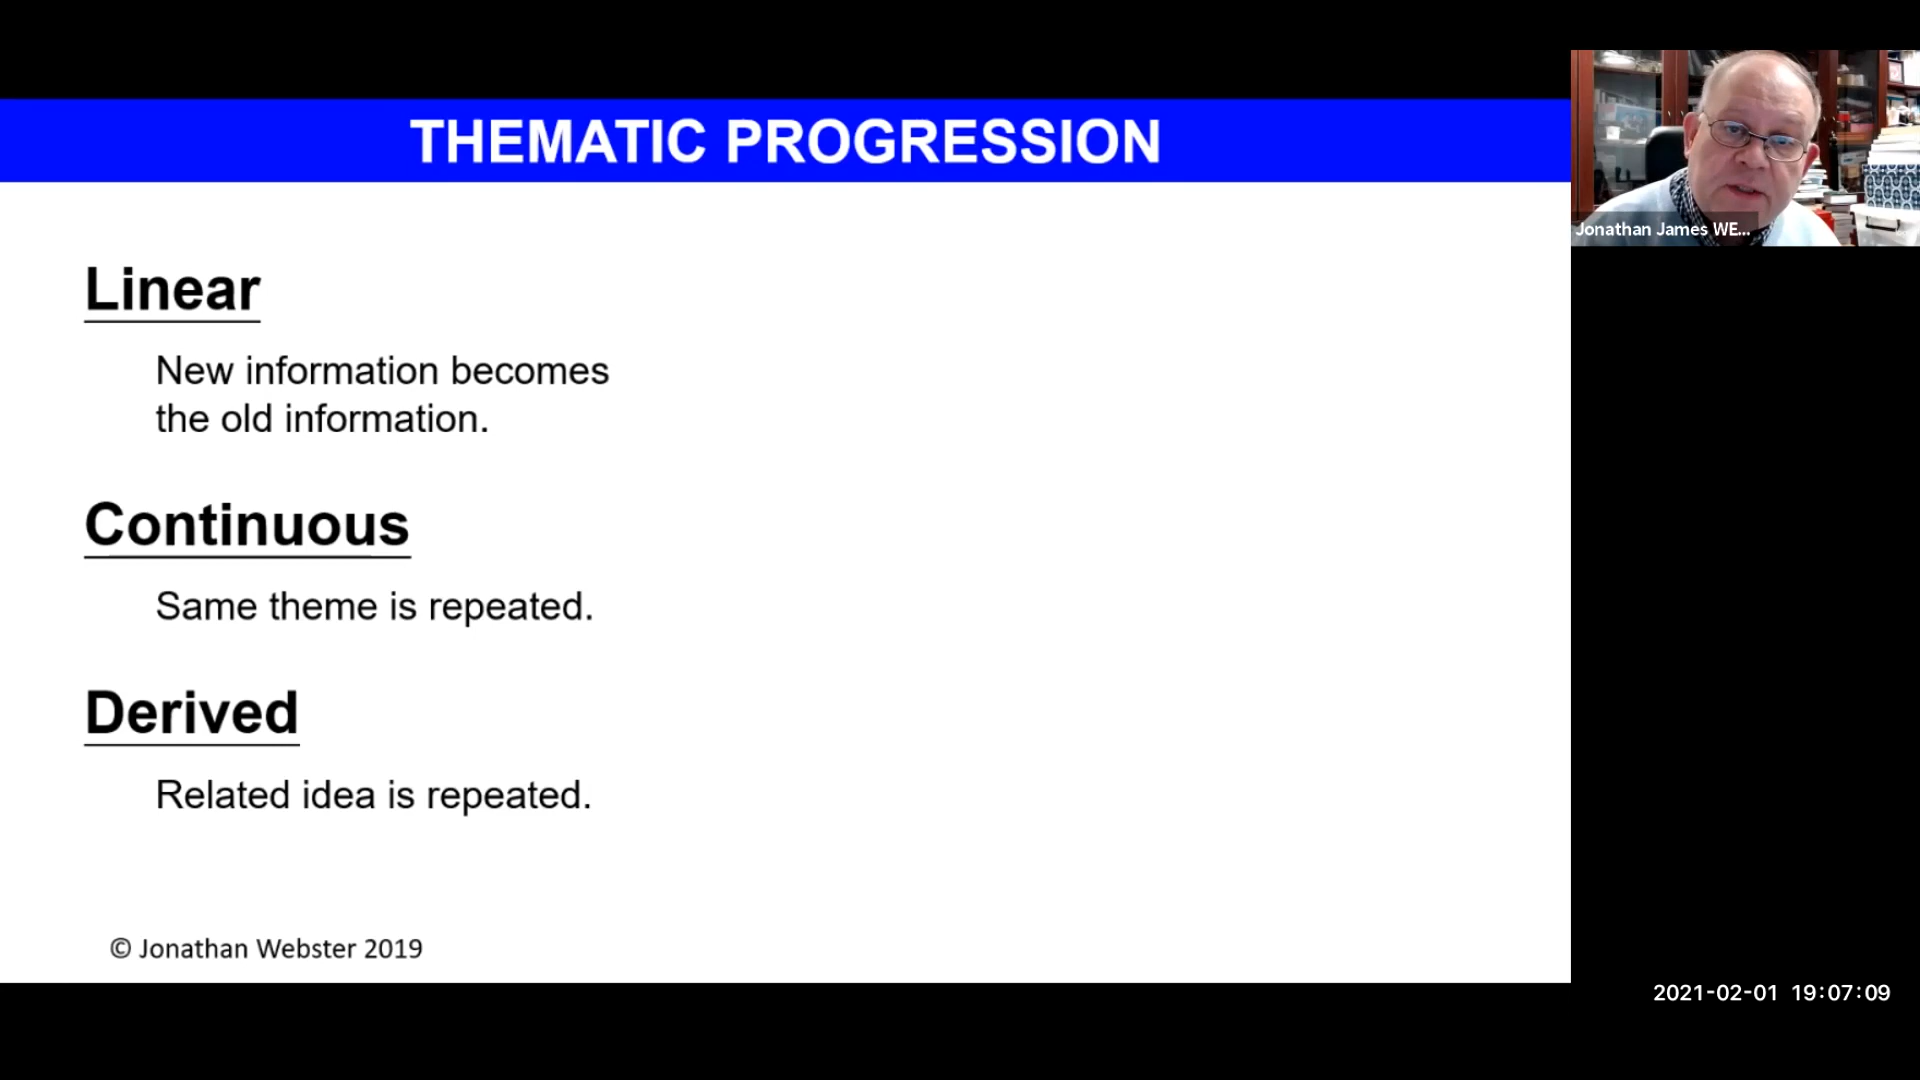 THEMATIC PROGRESSION
Jonathan James WE...
Linear
New information becomes
the old information.
Continuous
Same theme is repeated.
Derived
Related idea is repeated.
© Jonathan Webster 2019
2021-02-01 19:07:09